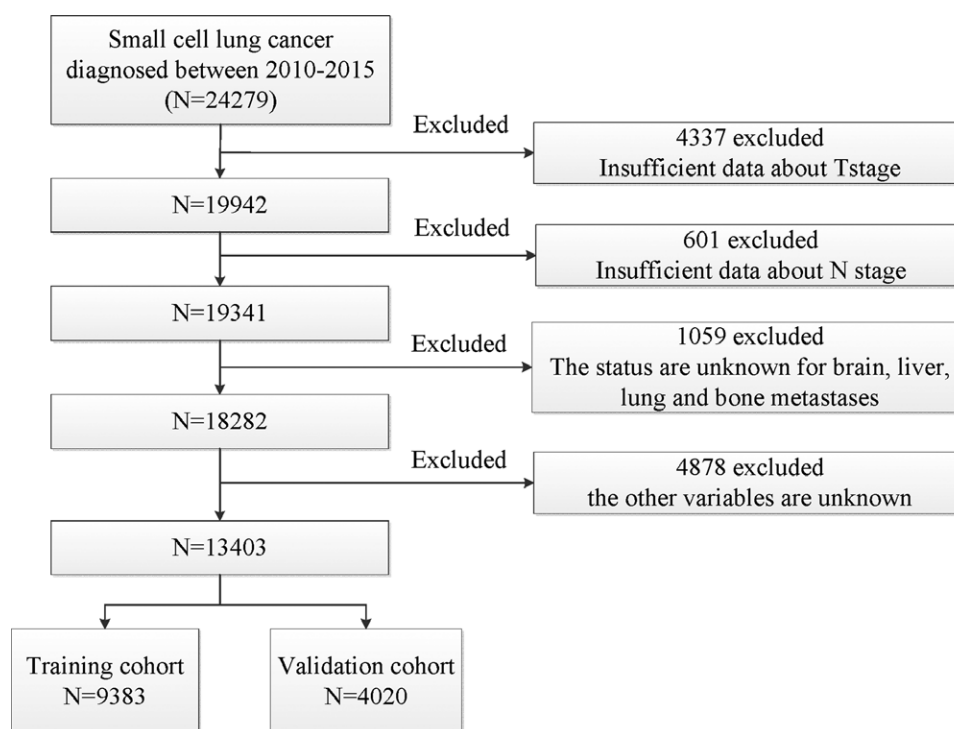 Small cell lung cancer
diagnosed between 2010-2015
(N=24279)
Excluded
4337 excluded
Insufficient data about Tstage
N=19942
Excluded
601 excluded
Insufficient data about N stage
N=19341
Excluded
1059 excluded
The status are unknown for brain, liver,
lung and bone metastases
N=18282
Excluded
4878 excluded
the other variables are unknown
N=13403
Training cohort
N=9383
Validation cohort
N=4020